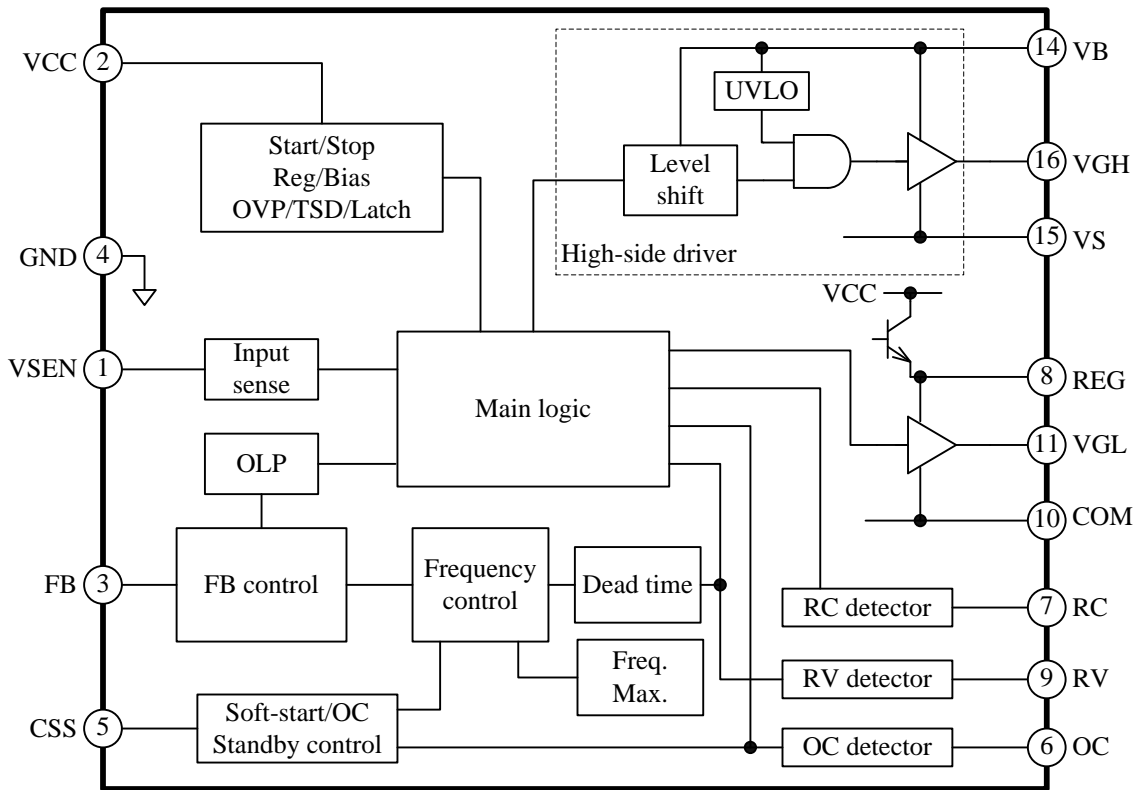 VCC
2
Start/Stop
Reg/Bias
OVP/TSD/Latch
UVLO
Level
shift
High-side driver
14
VB
16
VGH
15
VS
GND
4
VCC
VSEN
1
Input
sense
Main logic
8
REG
OLP
11
VGL
10
COM
FB
3
FB control
Frequency
control
Dead time
RC detector
7
RC
Freq.
Max.
RV detector
9
RV
CSS
5
Soft-start/OC
Standby control
OC detector
6
OC